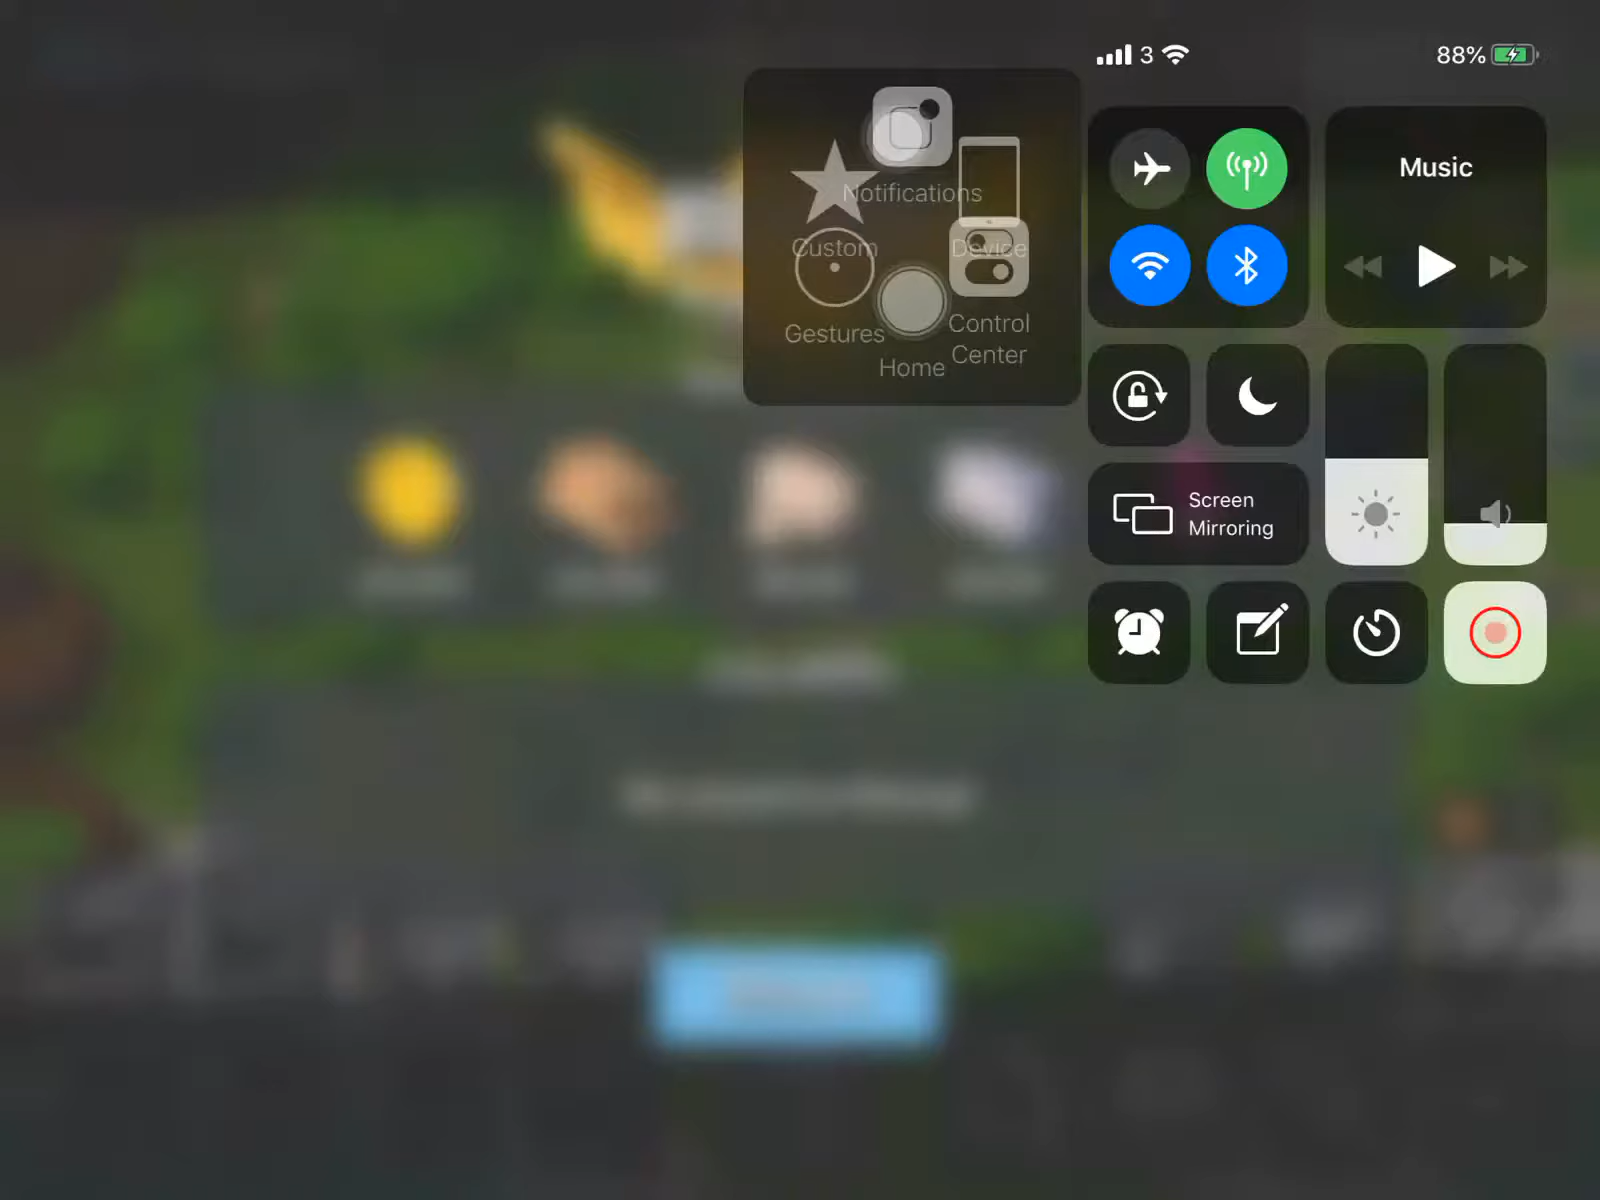 3
88%
Notifications
Custom
Device
Gestures
Control
Center
Home
Music
Screen
Mirroring